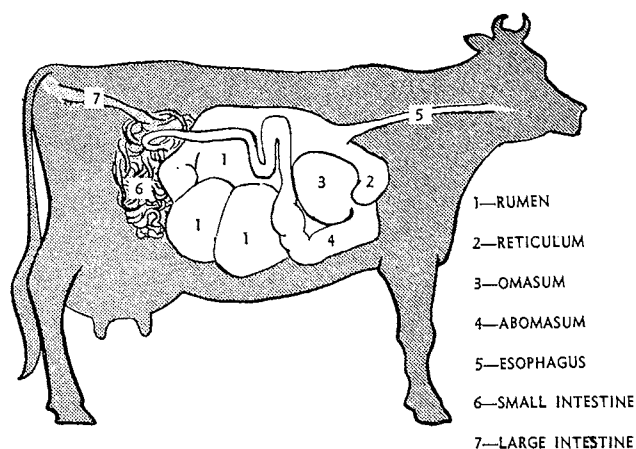 7
5
1
6
3
2
1
1
4
1—RUMEN
2—RETICULUM
3—OMASUM
4—ABOMASUM
5—ESOPHAGUS
6—SMALL INTESTINE
7—LARGE INTESTINE